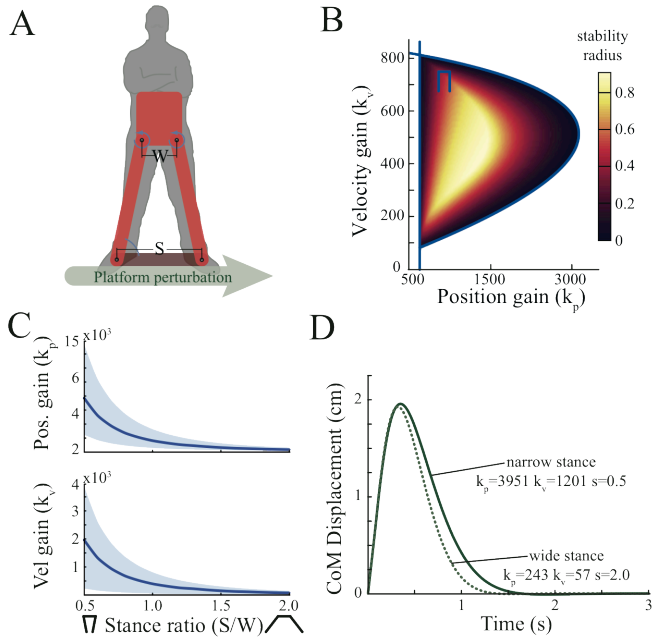 A
W
S
Platform perturbation
B
stability
radius
Velocity gain (kv)
800
600
400
200
0
500
1500
3000
Position gain (kp)
0.8
0.6
0.4
0.2
0
C
x10³
Pos. gain (kp)
15
6
4
2
x10³
Vel gain (kv)
4
3
2
1
0
0.5
1.0
1.5
2.0
Stance ratio (S/W)
D
CoM Displacement (cm)
2
1
0
narrow stance
kp=3951 kv=1201 s=0.5
wide stance
kp=243 kv=57 s=2.0
1
2
3
Time (s)